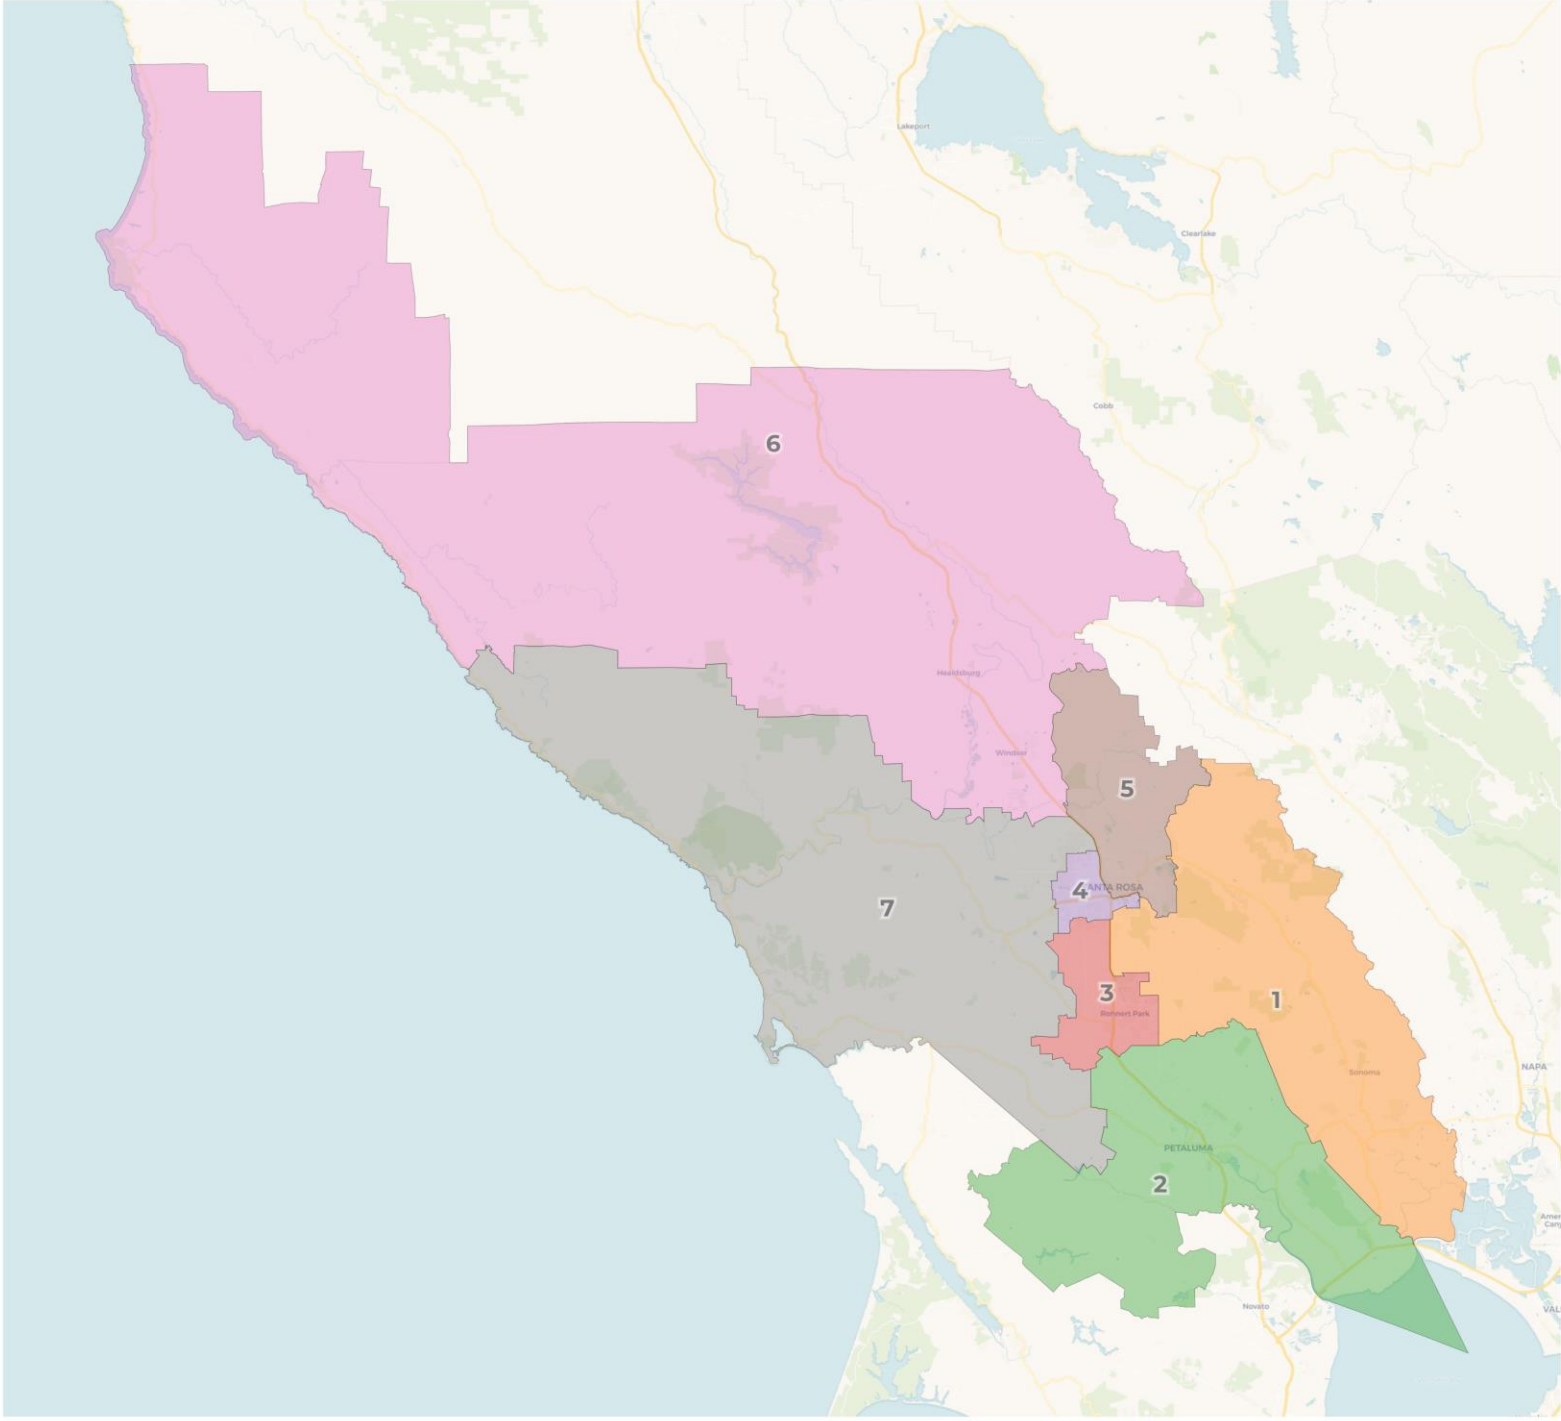 Lakeport
Clearlake
Cobb
6
Healdsburg
Windsor
5
4
ANTA ROSA
7
3
1
Rohnert Park
NAPA
Sonoma
PETALUMA
2
Novato